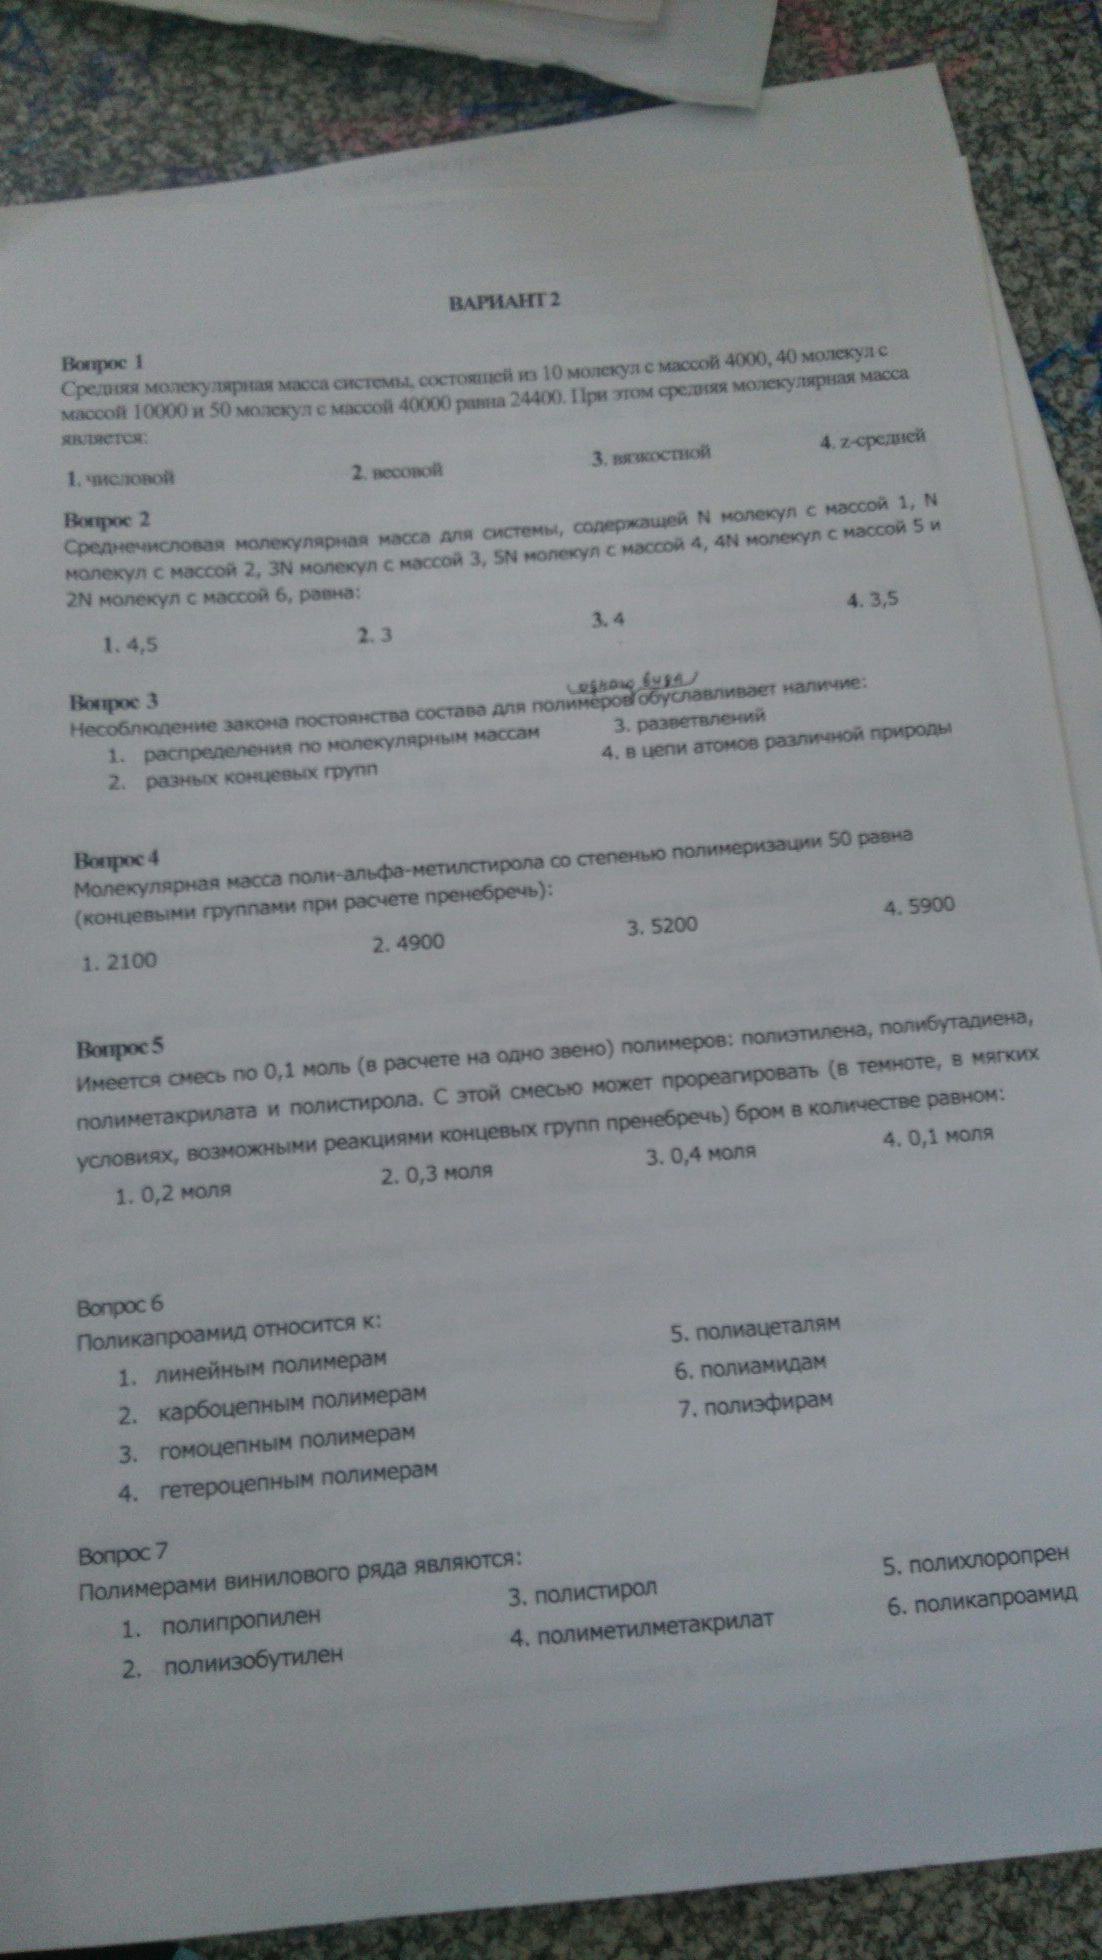 ВАРИАНТ 2
Вопрос 1
Средняя молекулярная масса системы, состоящей из 10 молекул с массой 4000, 40 молекул с
массой 10000 и 50 молекул с массой 40000 равна 24400. При этом средняя молекулярная масса
является:
1. числовой 2. весовой 3. вязкостной 4. z-средней
Вопрос 2
Среднечисловая молекулярная масса для системы, содержащей N молекул с массой 1, N
молекул с массой 2, 3N молекул с массой 3, 5N молекул с массой 4, 4N молекул с массой 5 и
2N молекул с массой 6, равна:
1. 4,5 2. 3 3. 4 4. 3,5
Вопрос 3
(одного вида)
Несоблюдение закона постоянства состава для полимеров обуславливает наличие:
1. распределения по молекулярным массам 3. разветвлений
2. разных концевых групп 4. в цепи атомов различной природы
Вопрос 4
Молекулярная масса поли-альфа-метилстирола со степенью полимеризации 50 равна
(концевыми группами при расчете пренебречь):
1. 2100 2. 4900 3. 5200 4. 5900
Вопрос 5
Имеется смесь по 0,1 моль (в расчете на одно звено) полимеров: полиэтилена, полибутадиена,
полиметакрилата и полистирола. С этой смесью может прореагировать (в темноте, в мягких
условиях, возможными реакциями концевых групп пренебречь) бром в количестве равном:
1. 0,2 моля 2. 0,3 моля 3. 0,4 моля 4. 0,1 моля
Вопрос 6
Поликапроамид относится к:
1. линейным полимерам 5. полиацеталям
2. карбоцепным полимерам 6. полиамидам
3. гомоцепным полимерам 7. полиэфирам
4. гетероцепным полимерам
Вопрос 7
Полимерами винилового ряда являются:
1. полипропилен 3. полистирол 5. полихлоропрен
2. полиизобутилен 4. полиметилметакрилат 6. поликапроамид